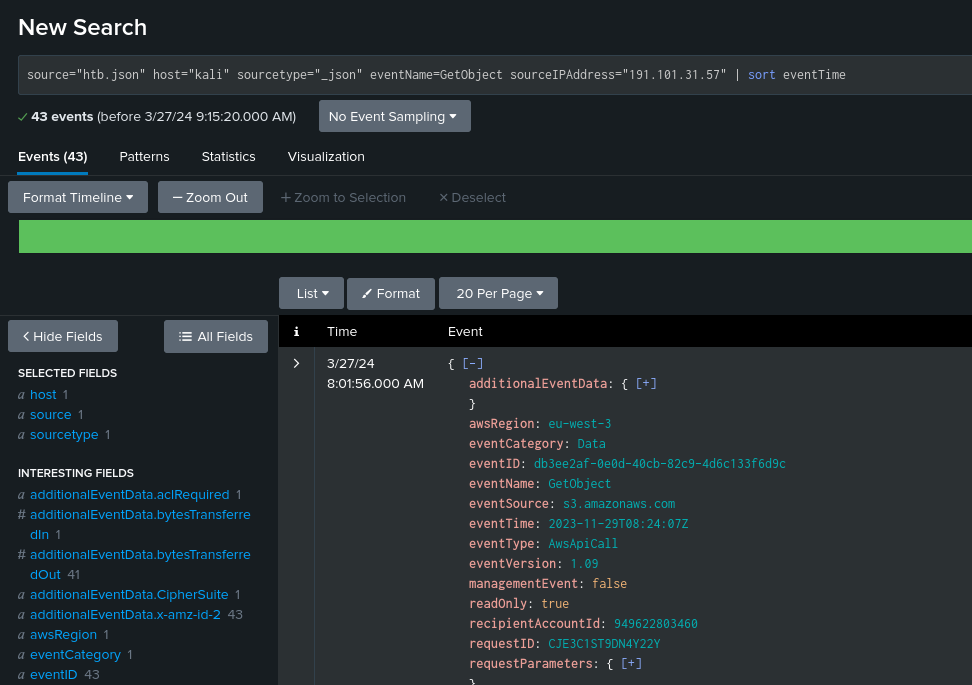 New Search
source="htb.json" host="kali" sourcetype="_json" eventName=GetObject sourceIPAddress="191.101.31.57" | sort eventTime
✓ 43 events (before 3/27/24 9:15:20.000 AM) No Event Sampling ▾
Events (43) Patterns Statistics Visualization
Format Timeline ▾ — Zoom Out + Zoom to Selection × Deselect
List ▾ Format 20 Per Page ▾
< Hide Fields All Fields
i Time Event
SELECTED FIELDS
a host 1
a source 1
a sourcetype 1
INTERESTING FIELDS
a additionalEventData.aclRequired 1
# additionalEventData.bytesTransferre
dIn 1
# additionalEventData.bytesTransferre
dOut 41
a additionalEventData.CipherSuite 1
a additionalEventData.x-amz-id-2 43
a awsRegion 1
a eventCategory 1
a eventID 43
> 3/27/24
8:01:56.000 AM
{ [-]
additionalEventData: { [+]
}
awsRegion: eu-west-3
eventCategory: Data
eventID: db3ee2af-0e0d-40cb-82c9-4d6c133f6d9c
eventName: GetObject
eventSource: s3.amazonaws.com
eventTime: 2023-11-29T08:24:07Z
eventType: AwsApiCall
eventVersion: 1.09
managementEvent: false
readOnly: true
recipientAccountId: 949622803460
requestID: CJE3C1ST9DN4Y22Y
requestParameters: { [+]
}